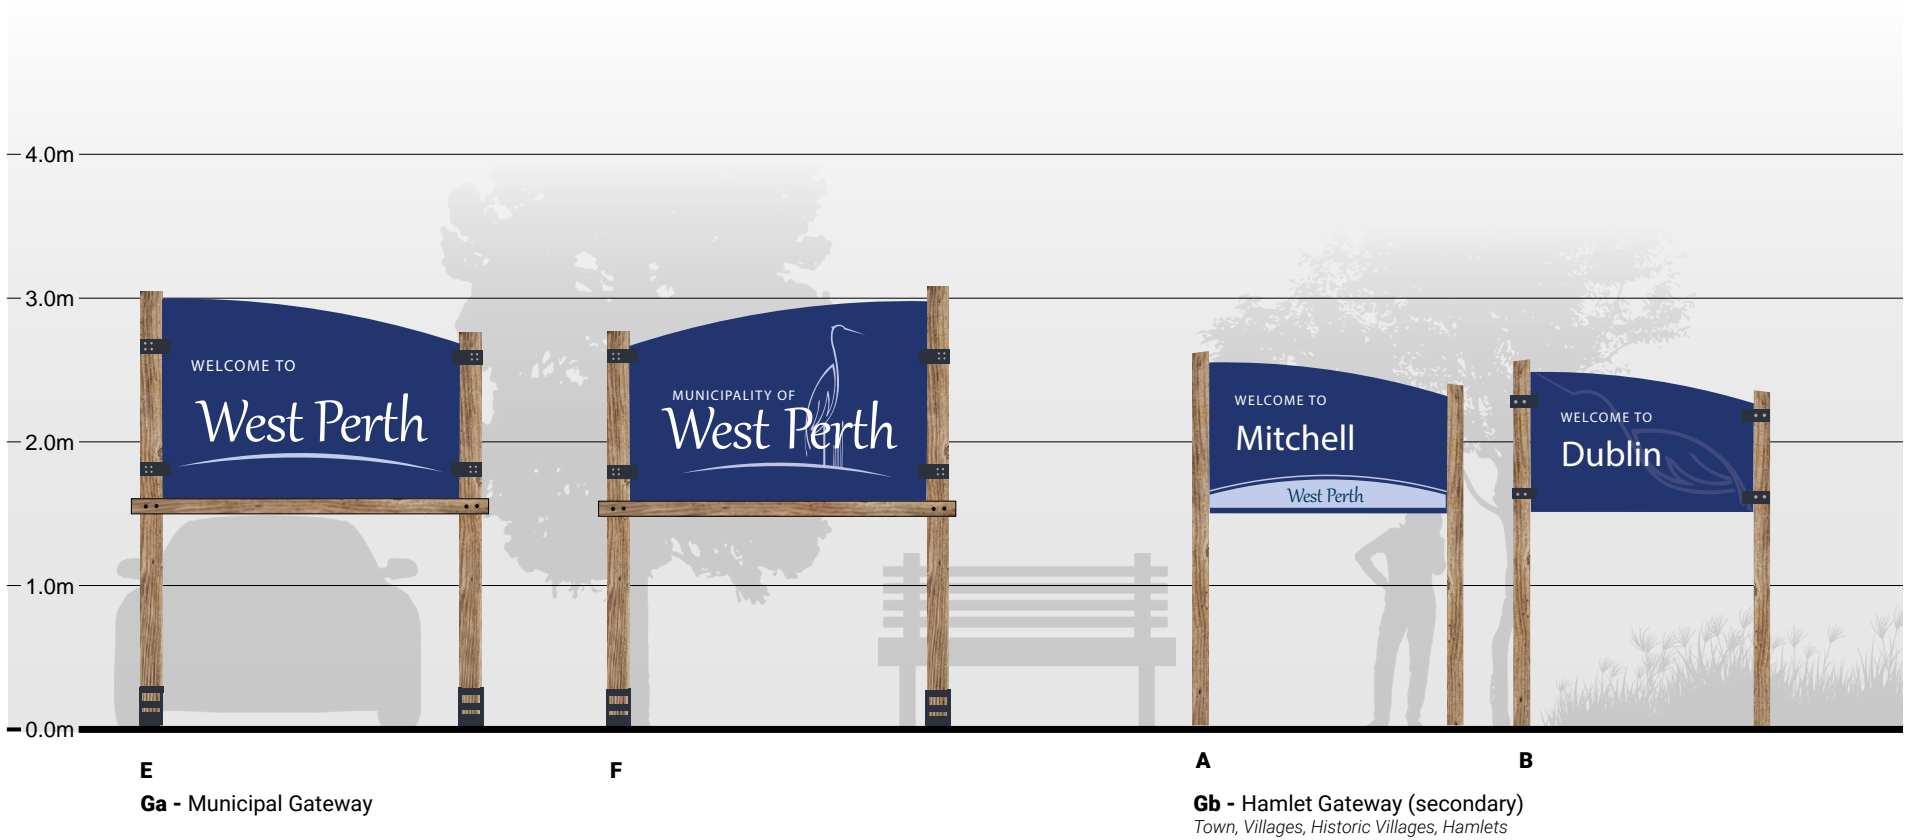 4.0m
3.0m
2.0m
1.0m
0.0m
WELCOME TO
West Perth
MUNICIPALITY OF
West Perth
WELCOME TO
Mitchell
West Perth
WELCOME TO
Dublin
E
F
A
B
Ga - Municipal Gateway
Gb - Hamlet Gateway (secondary)
Town, Villages, Historic Villages, Hamlets